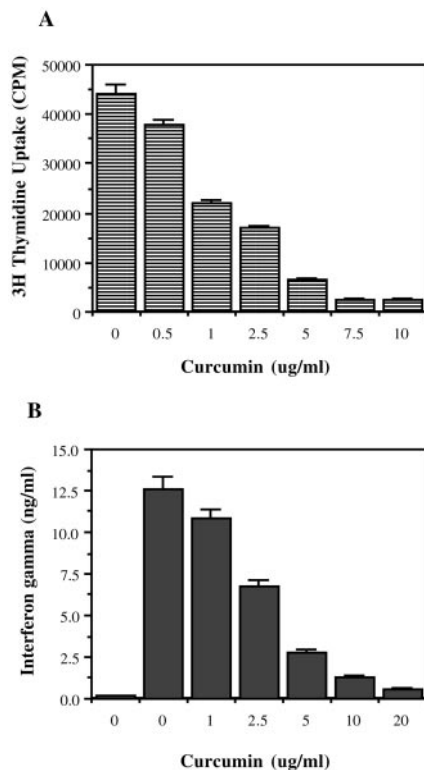 A
3H Thymidine Uptake (CPM)
50000
40000
30000
20000
10000
0
0 0.5 1 2.5 5 7.5 10
Curcumin (ug/ml)
B
Interferon gamma (ng/ml)
15.0
12.5
10.0
7.5
5.0
2.5
0.0
0 0 1 2.5 5 10 20
Curcumin (ug/ml)